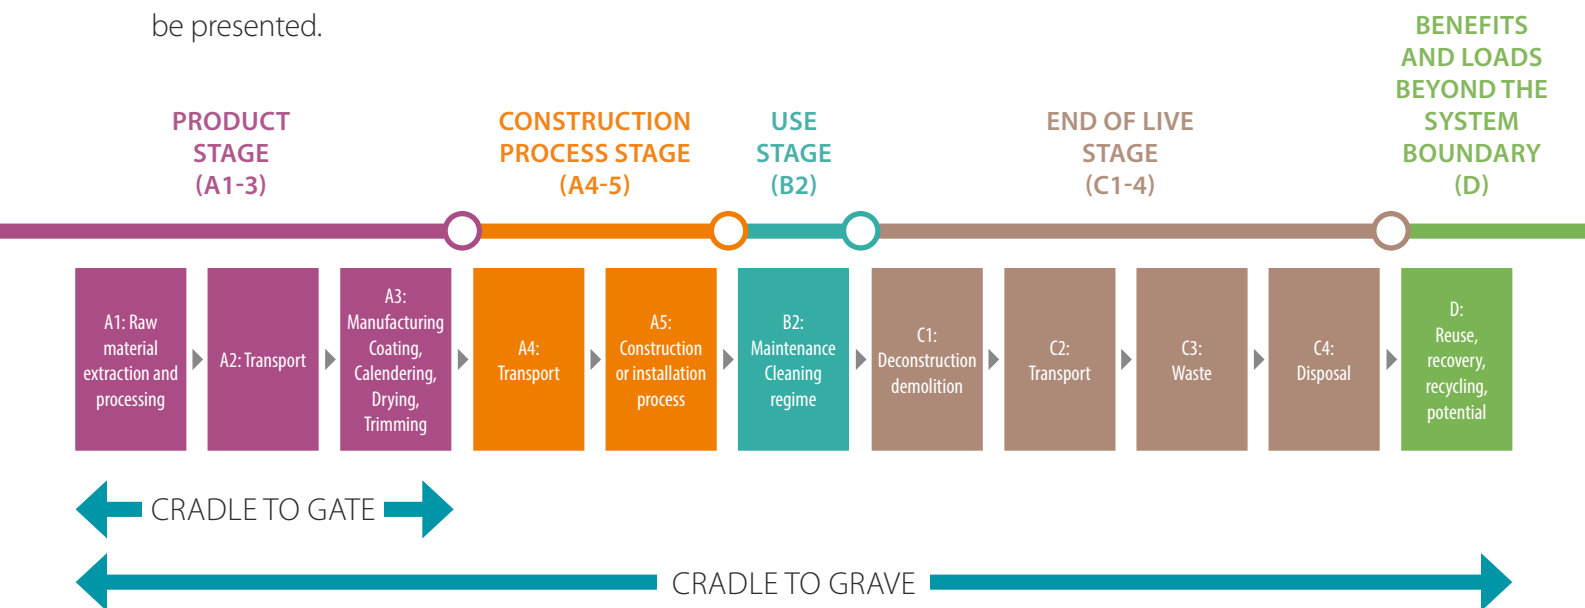 be presented.
PRODUCT
STAGE
(A1-3)
CONSTRUCTION
PROCESS STAGE
(A4-5)
USE
STAGE
(B2)
END OF LIVE
STAGE
(C1-4)
BENEFITS
AND LOADS
BEYOND THE
SYSTEM
BOUNDARY
(D)
A1: Raw
material
extraction and
processing
A2: Transport
A3:
Manufacturing
Coating,
Calendering,
Drying,
Trimming
A4:
Transport
A5:
Construction
or installation
process
B2:
Maintenance
Cleaning
regime
C1:
Deconstruction
demolition
C2:
Transport
C3:
Waste
C4:
Disposal
D:
Reuse,
recovery,
recycling,
potential
CRADLE TO GATE
CRADLE TO GRAVE